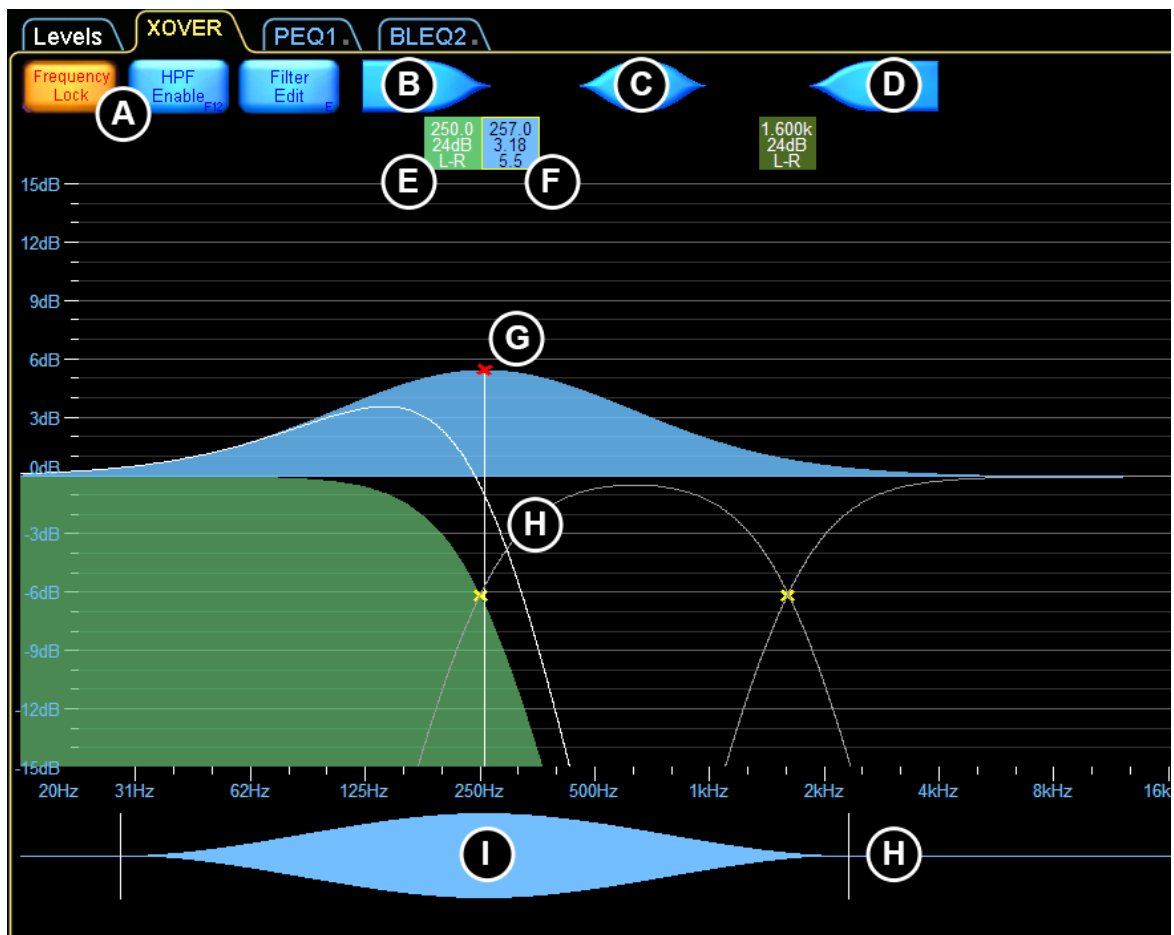 Levels XOVER PEQ1 BLEQ2
Frequency Lock
HPF Enable F12
Filter Edit E
A B C D
250.0 257.0 1.600k
24dB 3.18 24dB
L-R 5.5 L-R
E F
15dB
12dB
9dB
G
6dB
3dB
0dB
H
-3dB
-6dB
-9dB
-12dB
-15dB
20Hz 31Hz 62Hz 125Hz 250Hz 500Hz 1kHz 2kHz 4kHz 8kHz 16k
I H